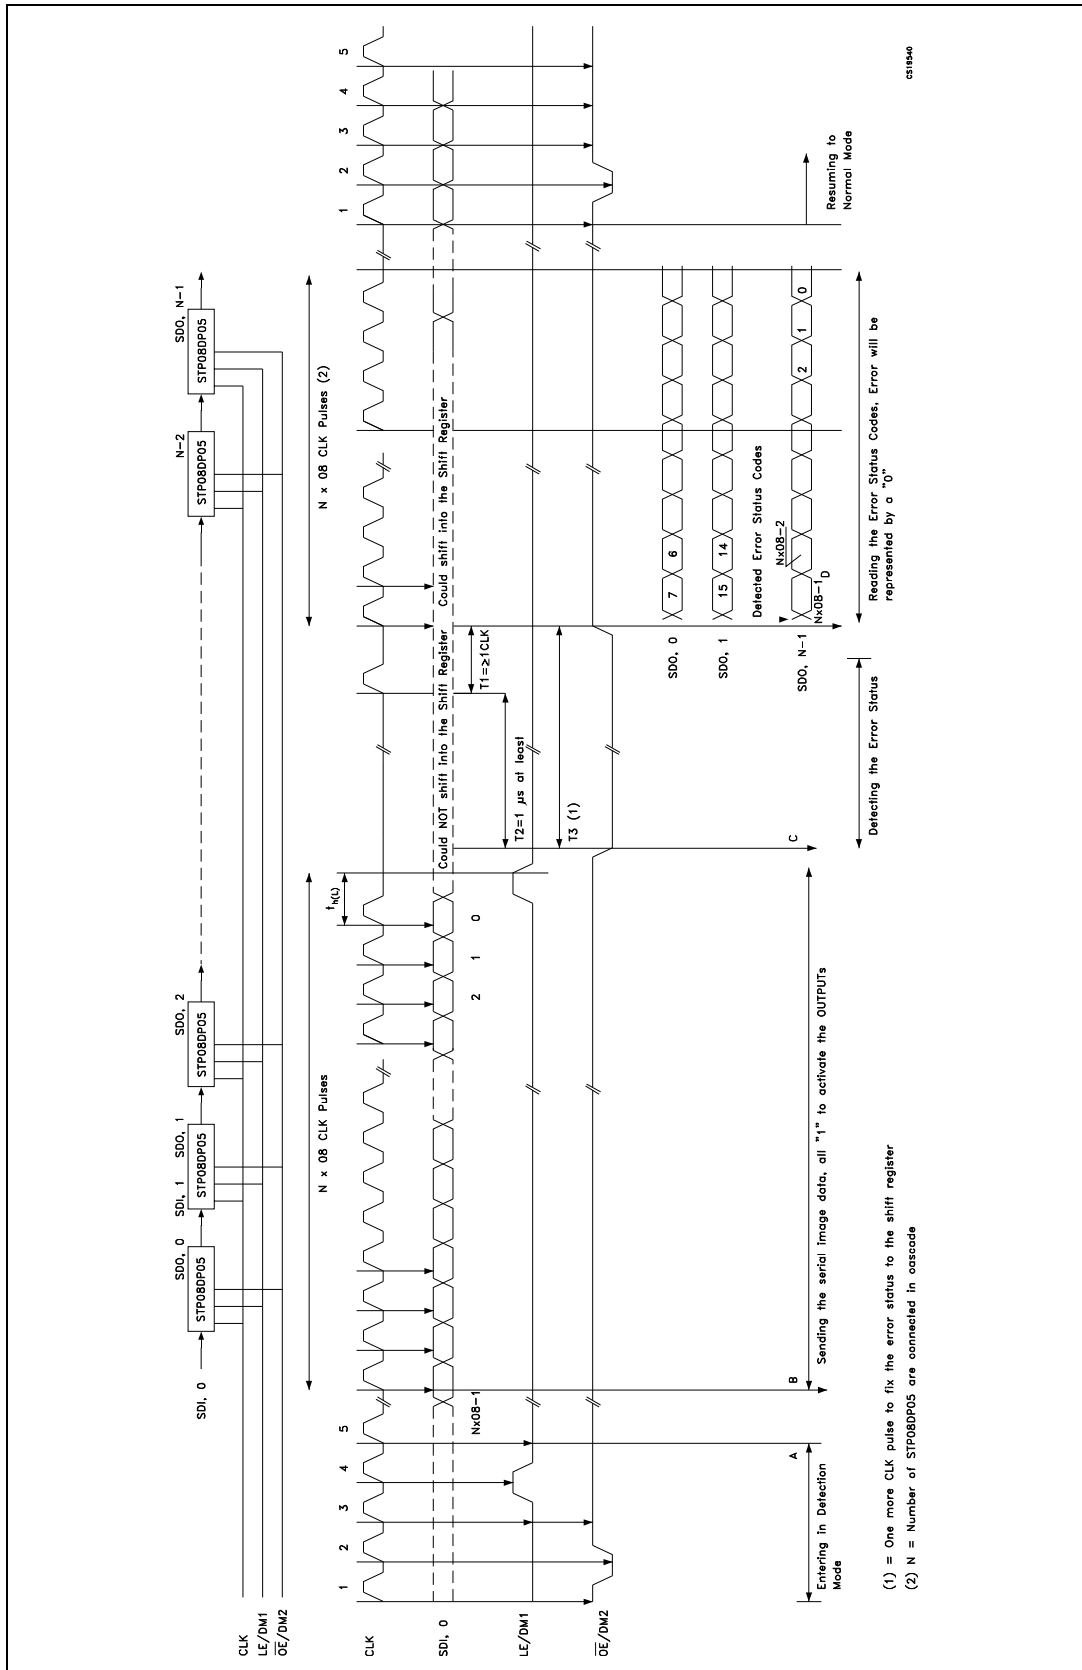 SDI, 0
STP08DP05
SDO, 0
SDI, 1
STP08DP05
SDO, 1
STP08DP05
SDO, 2
STP08DP05
N-2
STP08DP05
SDO, N-1
CLK
LE/DM1
OE/DM2
N x 08 CLK Pulses
N x 08 CLK Pulses (2)
CLK
1
2
3
4
5
th(L)
1
2
3
4
5
SDI, 0
Could NOT shift into the Shift Register
Could shift into the Shift Register
Nx08-1
2
1
0
T1=≥1CLK
T2=1 µs at least
LE/DM1
T3 (1)
OE/DM2
SDO, 0
7
6
SDO, 1
15
14
Detected Error Status Codes
Nx08-2
SDO, N-1
2
1
0
Nx08-1
D
A
B
C
Entering in Detection
Mode
Sending the serial image data, all "1" to activate the OUTPUTs
Detecting the Error Status
Reading the Error Status Codes, Error will be
represented by a "0"
Resuming to
Normal Mode
(1) = One more CLK pulse to fix the error status to the shift register
(2) N = Number of STP08DP05 are connected in cascade
CS19540